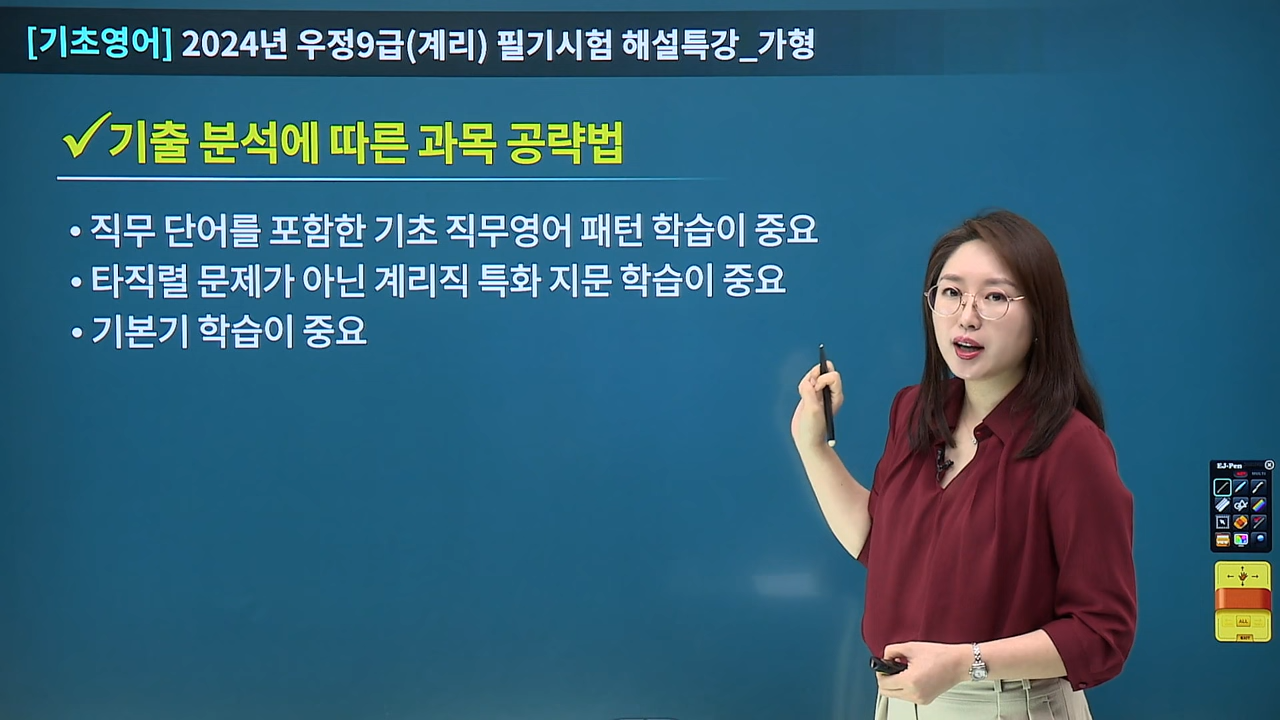 [기초영어] 2024년 우정9급(계리) 필기시험 해설특강_가형
✓기출 분석에 따른 과목 공략법
• 직무 단어를 포함한 기초 직무영어 패턴 학습이 중요
• 타직렬 문제가 아닌 계리직 특화 지문 학습이 중요
• 기본기 학습이 중요
EJ-Pen
ALL
EXIT